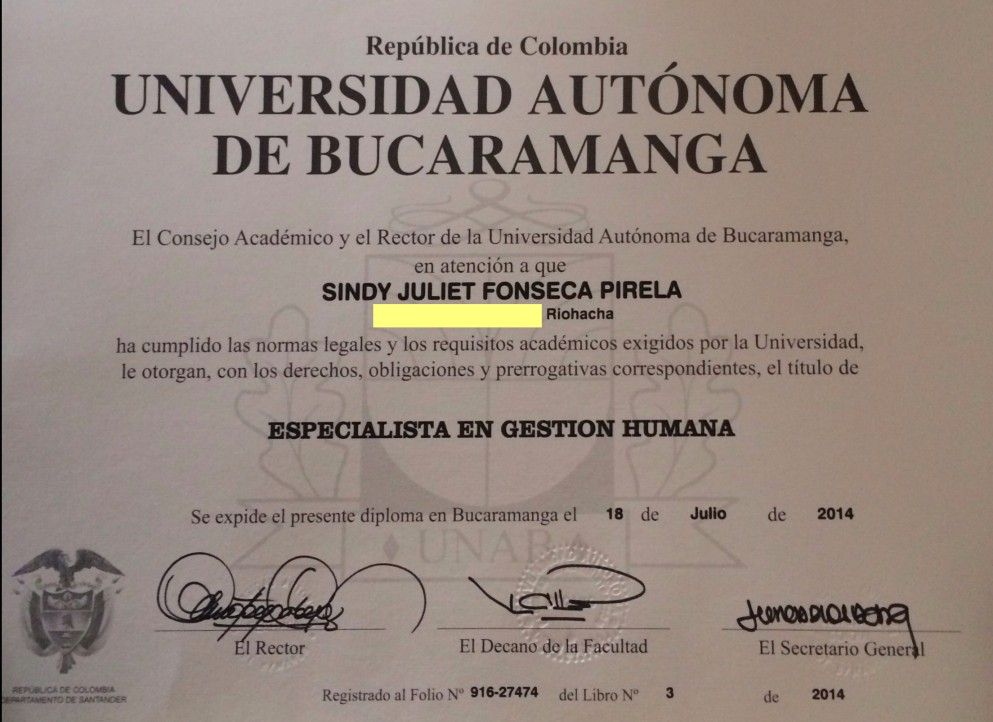 República de Colombia
UNIVERSIDAD AUTÓNOMA
DE BUCARAMANGA
El Consejo Académico y el Rector de la Universidad Autónoma de Bucaramanga,
en atención a que
SINDY JULIET FONSECA PIRELA
Riohacha
ha cumplido las normas legales y los requisitos académicos exigidos por la Universidad,
le otorgan, con los derechos, obligaciones y prerrogativas correspondientes, el título de
ESPECIALISTA EN GESTION HUMANA
Se expide el presente diploma en Bucaramanga el 18 de Julio de 2014
UNAB
El Rector El Decano de la Facultad El Secretario General
REPÚBLICA DE COLOMBIA
DEPARTAMENTO DE SANTANDER
Registrado al Folio Nº 916-27474 del Libro Nº 3 de 2014